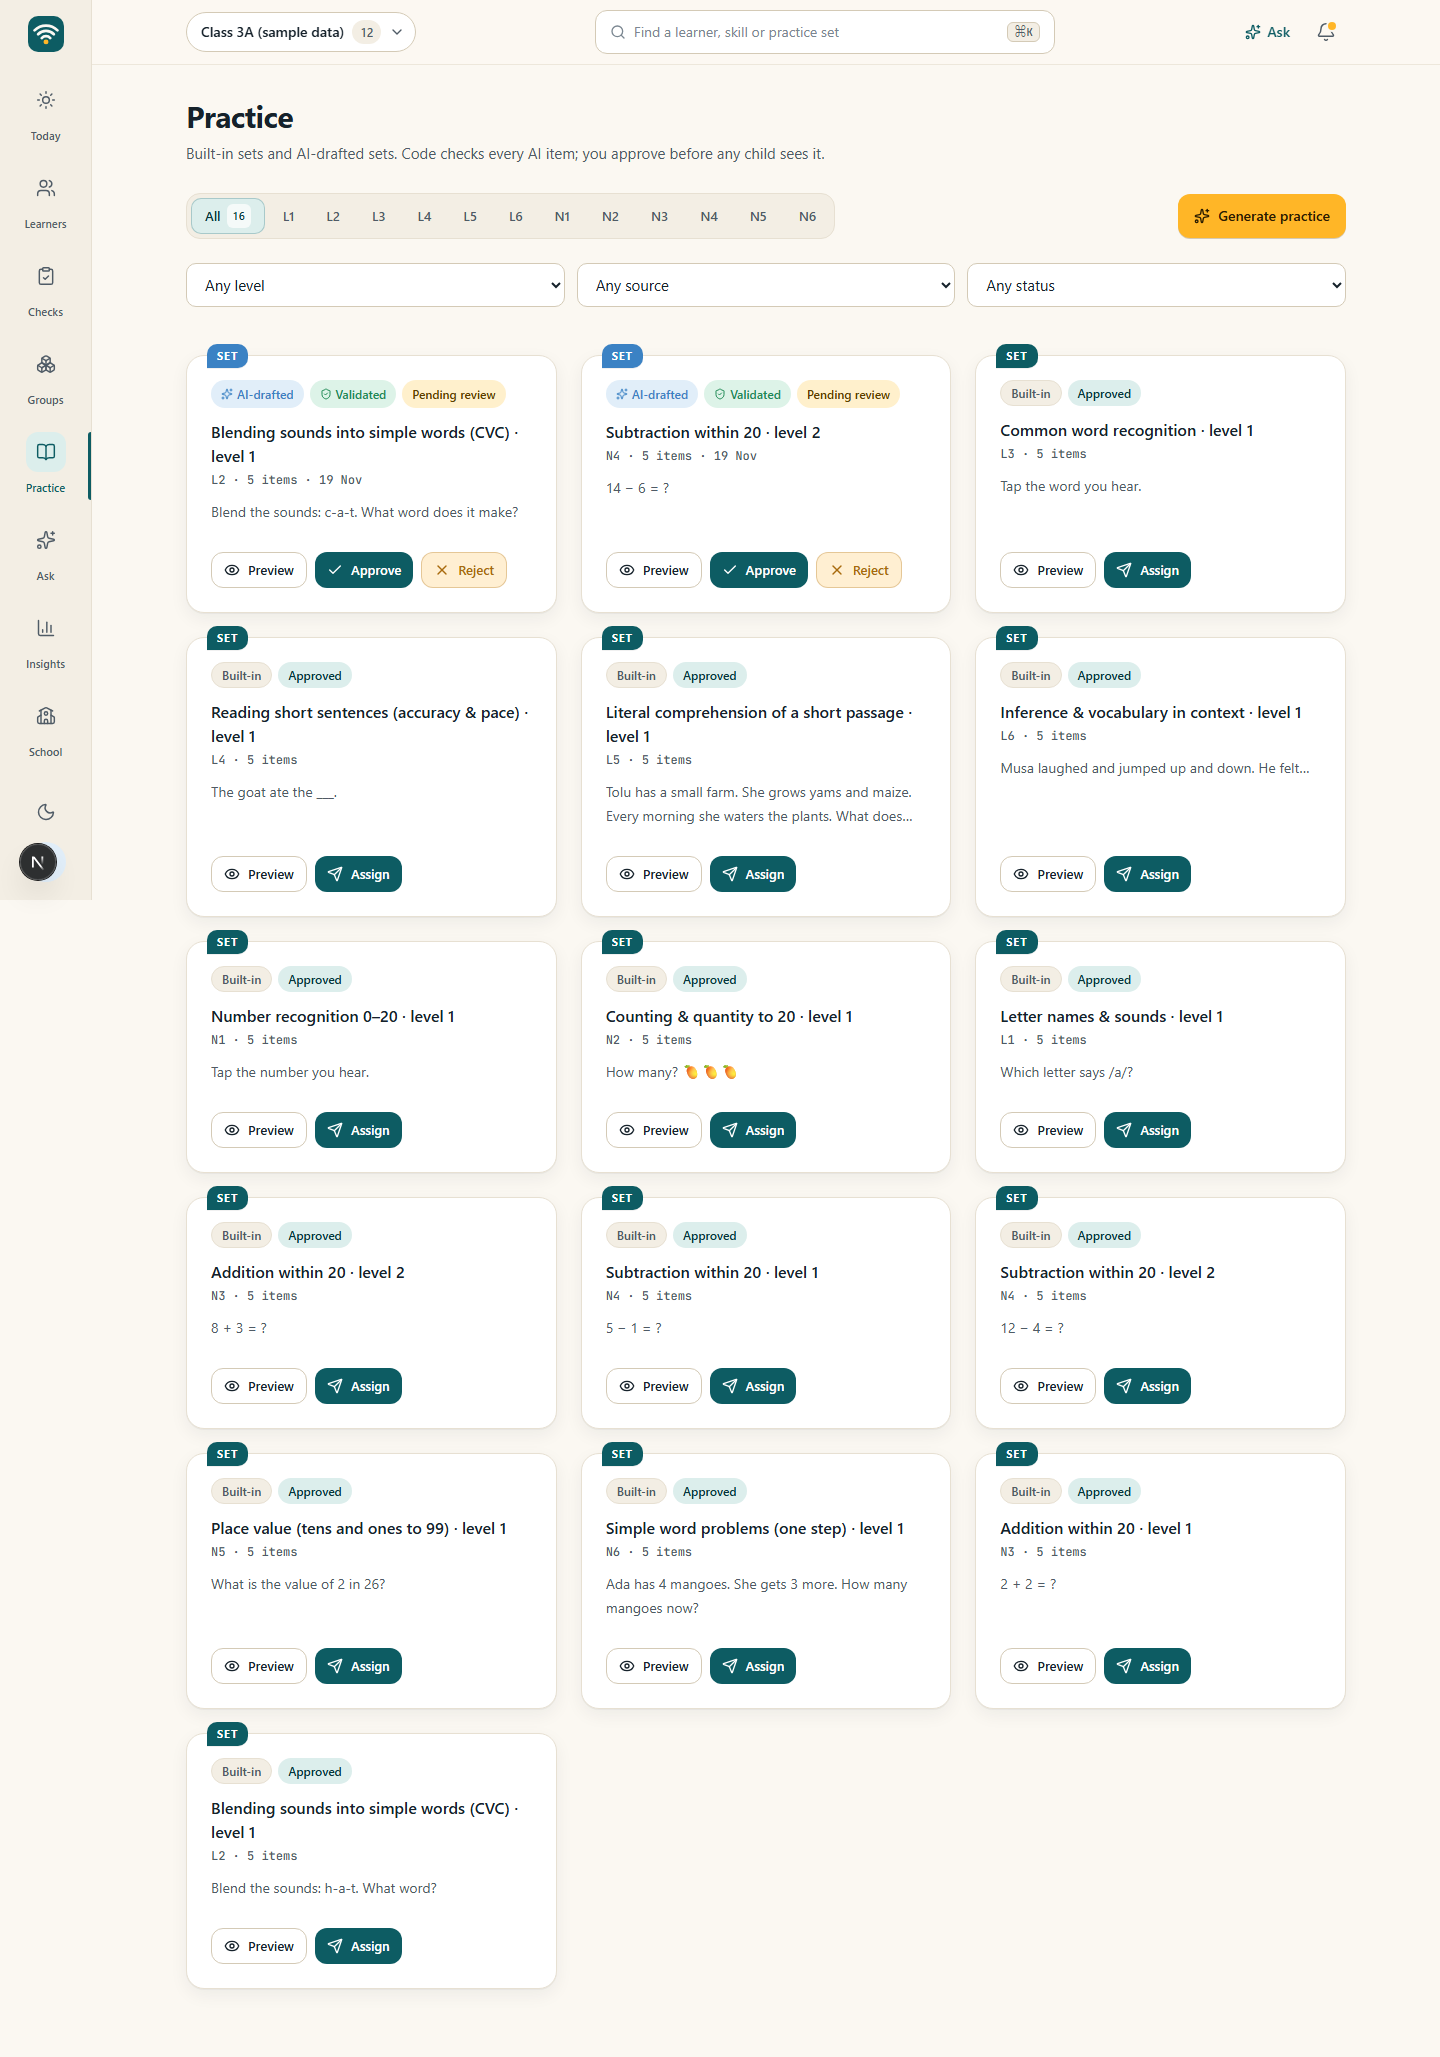 Class 3A (sample data) 12
Find a learner, skill or practice set ⌘K
Ask
Today
Learners
Checks
Groups
Practice
Ask
Insights
School
N
Practice
Built-in sets and AI-drafted sets. Code checks every AI item; you approve before any child sees it.
All 16 L1 L2 L3 L4 L5 L6 N1 N2 N3 N4 N5 N6
Generate practice
Any level
Any source
Any status
SET
AI-drafted Validated Pending review
Blending sounds into simple words (CVC) ·
level 1
L2 · 5 items · 19 Nov
Blend the sounds: c-a-t. What word does it make?
Preview Approve Reject
SET
AI-drafted Validated Pending review
Subtraction within 20 · level 2
N4 · 5 items · 19 Nov
14 − 6 = ?
Preview Approve Reject
SET
Built-in Approved
Common word recognition · level 1
L3 · 5 items
Tap the word you hear.
Preview Assign
SET
Built-in Approved
Reading short sentences (accuracy & pace) ·
level 1
L4 · 5 items
The goat ate the ___.
Preview Assign
SET
Built-in Approved
Literal comprehension of a short passage ·
level 1
L5 · 5 items
Tolu has a small farm. She grows yams and maize.
Every morning she waters the plants. What does…
Preview Assign
SET
Built-in Approved
Inference & vocabulary in context · level 1
L6 · 5 items
Musa laughed and jumped up and down. He felt…
Preview Assign
SET
Built-in Approved
Number recognition 0–20 · level 1
N1 · 5 items
Tap the number you hear.
Preview Assign
SET
Built-in Approved
Counting & quantity to 20 · level 1
N2 · 5 items
How many? 🥭 🥭 🥭
Preview Assign
SET
Built-in Approved
Letter names & sounds · level 1
L1 · 5 items
Which letter says /a/?
Preview Assign
SET
Built-in Approved
Addition within 20 · level 2
N3 · 5 items
8 + 3 = ?
Preview Assign
SET
Built-in Approved
Subtraction within 20 · level 1
N4 · 5 items
5 − 1 = ?
Preview Assign
SET
Built-in Approved
Subtraction within 20 · level 2
N4 · 5 items
12 − 4 = ?
Preview Assign
SET
Built-in Approved
Place value (tens and ones to 99) · level 1
N5 · 5 items
What is the value of 2 in 26?
Preview Assign
SET
Built-in Approved
Simple word problems (one step) · level 1
N6 · 5 items
Ada has 4 mangoes. She gets 3 more. How many
mangoes now?
Preview Assign
SET
Built-in Approved
Addition within 20 · level 1
N3 · 5 items
2 + 2 = ?
Preview Assign
SET
Built-in Approved
Blending sounds into simple words (CVC) ·
level 1
L2 · 5 items
Blend the sounds: h-a-t. What word?
Preview Assign